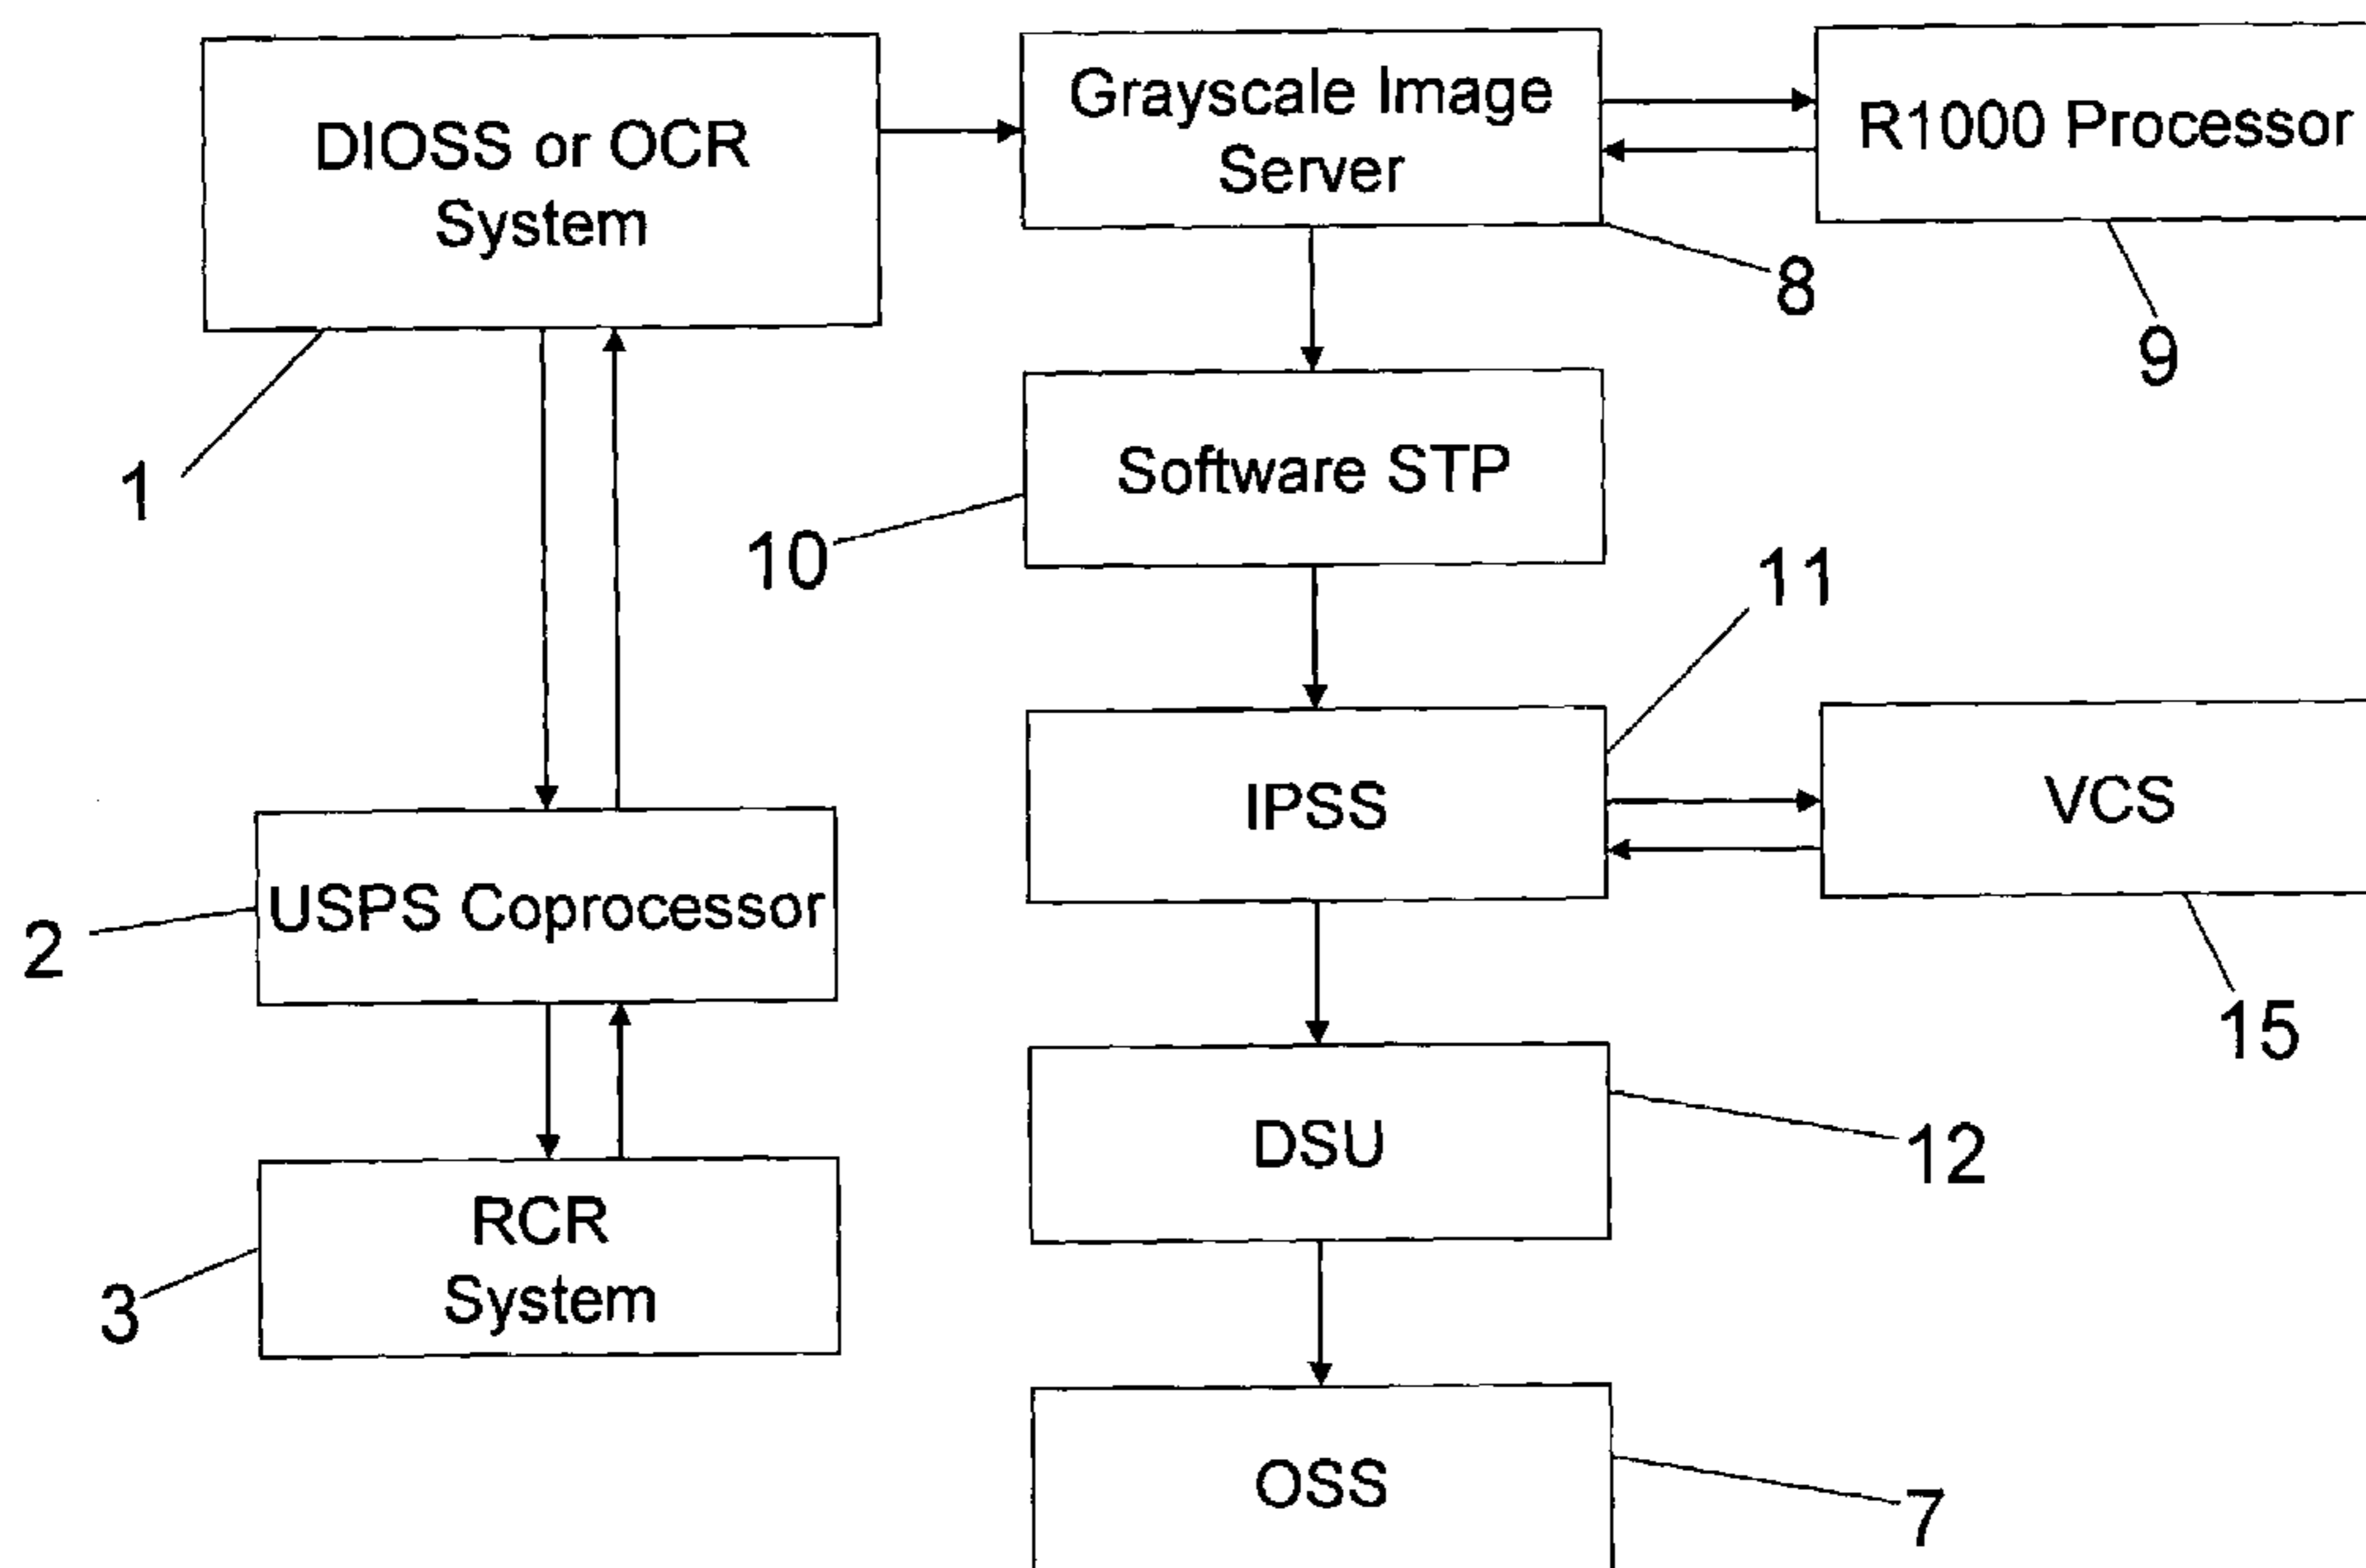 DIOSS or OCR
System
Grayscale Image
Server
R1000 Processor
8
9
1
Software STP
10
11
IPSS
VCS
USPS Coprocessor
2
15
DSU
12
RCR
System
3
OSS
7